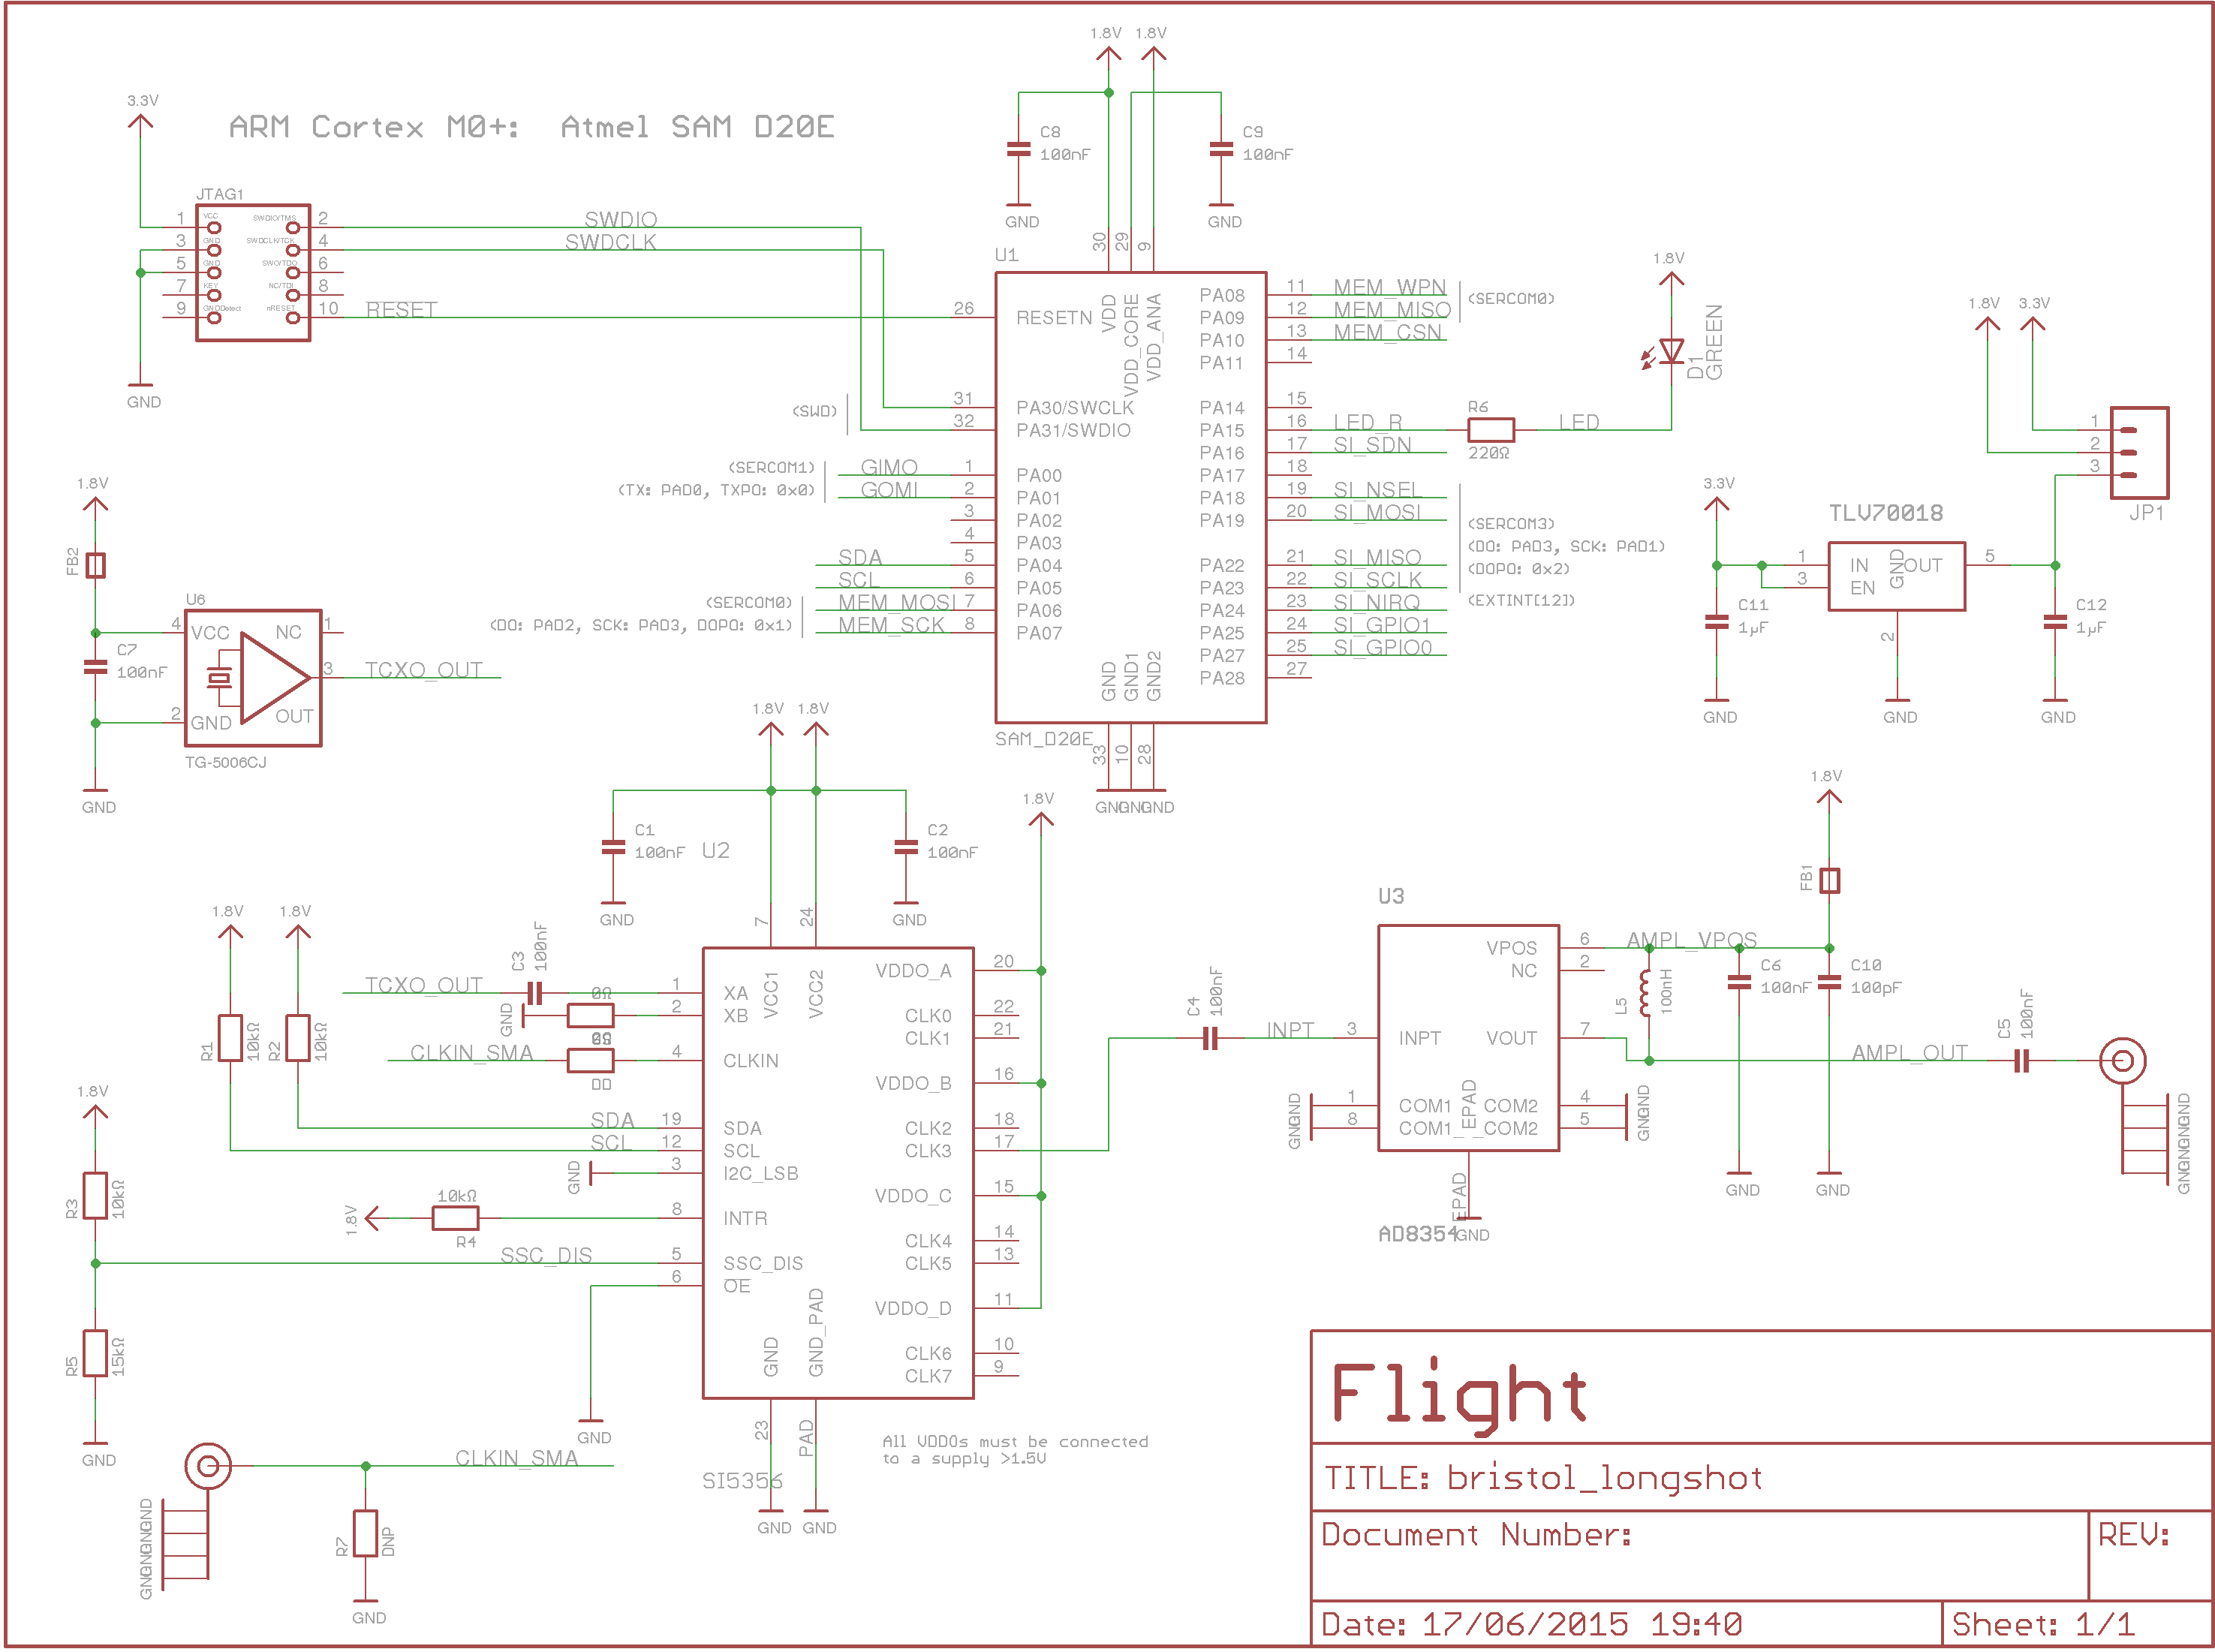 ARM Cortex M0+: Atmel SAM D20E
3.3V
JTAG1
1 VCC SWDIO/TMS 2
3 GND SWDCLK/TCK 4
5 GND SWO/TDO 6
7 KEY NC/TDI 8
9 GNDDetect nRESET 10
GND
SWDIO
SWDCLK
RESET
1.8V 1.8V
C8
100nF
GND
C9
100nF
GND
30 29 9
U1
VDD
VDD_CORE
VDD_ANA
26 RESETN
31 PA30/SWCLK
32 PA31/SWDIO
(SWD)
(SERCOM1)
(TX: PAD0, TXPO: 0x0)
GIMO 1 PA00
GOMI 2 PA01
3 PA02
4 PA03
SDA 5 PA04
SCL 6 PA05
(SERCOM0)
(DO: PAD2, SCK: PAD3, DOPO: 0x1)
MEM_MOSI 7 PA06
MEM_SCK 8 PA07
PA08 11 MEM_WPN
PA09 12 MEM_MISO
(SERCOM0)
PA10 13 MEM_CSN
PA11 14
PA14 15
PA15 16 LED_R
PA16 17 SI_SDN
PA17 18
PA18 19 SI_NSEL
PA19 20 SI_MOSI
PA22 21 SI_MISO
PA23 22 SI_SCLK
PA24 23 SI_NIRQ
PA25 24 SI_GPIO1
PA27 25 SI_GPIO0
PA28 27
(SERCOM3)
(DO: PAD3, SCK: PAD1)
(DOPO: 0x2)
(EXTINT[12])
GND
GND1
GND2
SAM_D20E
33 10 28
GND GND GND
R6
220Ω
LED
1.8V
D1
GREEN
1.8V 3.3V
1
2
3
JP1
3.3V
TLV70018
1 IN
3 EN
GND
OUT 5
2
C11
1µF
GND
GND
C12
1µF
GND
1.8V
FB2
U6
4 VCC NC 1
C7
100nF
3 TCXO_OUT
2 GND OUT
TG-5006CJ
GND
1.8V 1.8V
C1
100nF
U2
GND
C2
100nF
GND
1.8V
7 24
VCC1
VCC2
1.8V 1.8V
R1
10kΩ
R2
10kΩ
TCXO_OUT
C3
100nF
1 XA
GND
0Ω
2 XB
CLKIN_SMA
4 CLKIN
SDA 19 SDA
SCL 12 SCL
GND 3 I2C_LSB
1.8V
10kΩ
R4
8 INTR
SSC_DIS 5 SSC_DIS
6 OE
GND
1.8V
R3
10kΩ
R5
15kΩ
GND
VDDO_A 20
CLK0 22
CLK1 21
VDDO_B 16
CLK2 18
CLK3 17
VDDO_C 15
CLK4 14
CLK5 13
VDDO_D 11
CLK6 10
CLK7 9
GND
GND_PAD
23
PAD
SI5356
GND GND
All VDDOs must be connected
to a supply >1.5V
CLKIN_SMA
R7
DNP
GND
GND GND GND GND
C4
100nF
INPT
U3
3 INPT
VPOS 6
NC 2
VOUT 7
1 COM1
8 COM1
COM2 4
COM2 5
EPAD
EPAD
GND GND
GND GND
AD8354
GND
AMPL_VPOS
1.8V
FB1
L5
100nH
C6
100nF
GND
C10
100pF
GND
AMPL_OUT
C5
100nF
GND GND GND GND
Flight
TITLE: bristol_longshot
Document Number:
REV:
Date: 17/06/2015 19:40
Sheet: 1/1